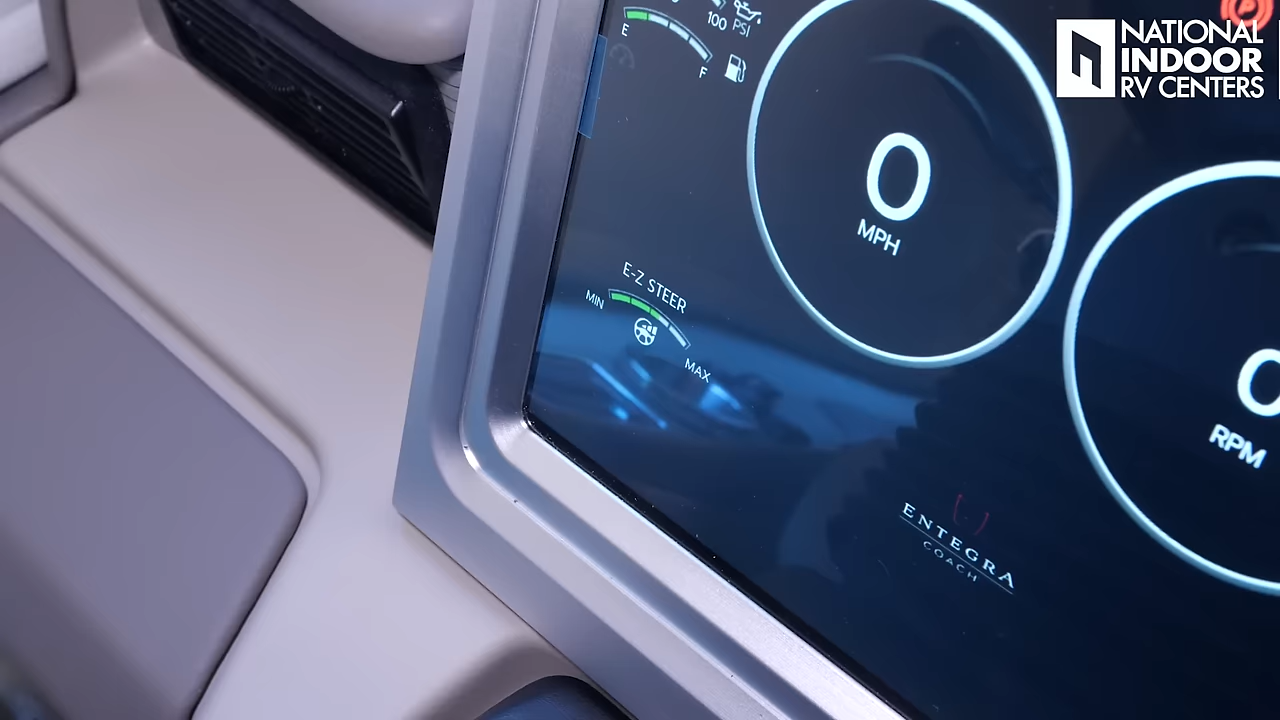 100 PSI
E
F
P
NATIONAL
INDOOR
RV CENTERS
0
MPH
E-Z STEER
MIN
MAX
0
RPM
ENTEGRA
COACH